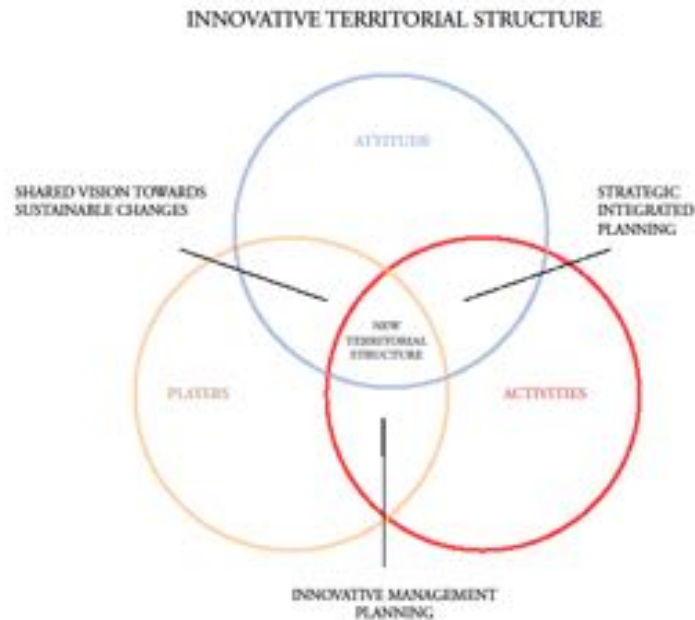 INNOVATIVE TERRITORIAL STRUCTURE
ATTITUDE
SHARED VISION TOWARDS
SUSTAINABLE CHANGES
STRATEGIC
INTEGRATED
PLANNING
NEW
TERRITORIAL
STRUCTURE
PLAYERS
ACTIVITIES
INNOVATIVE MANAGEMENT
PLANNING